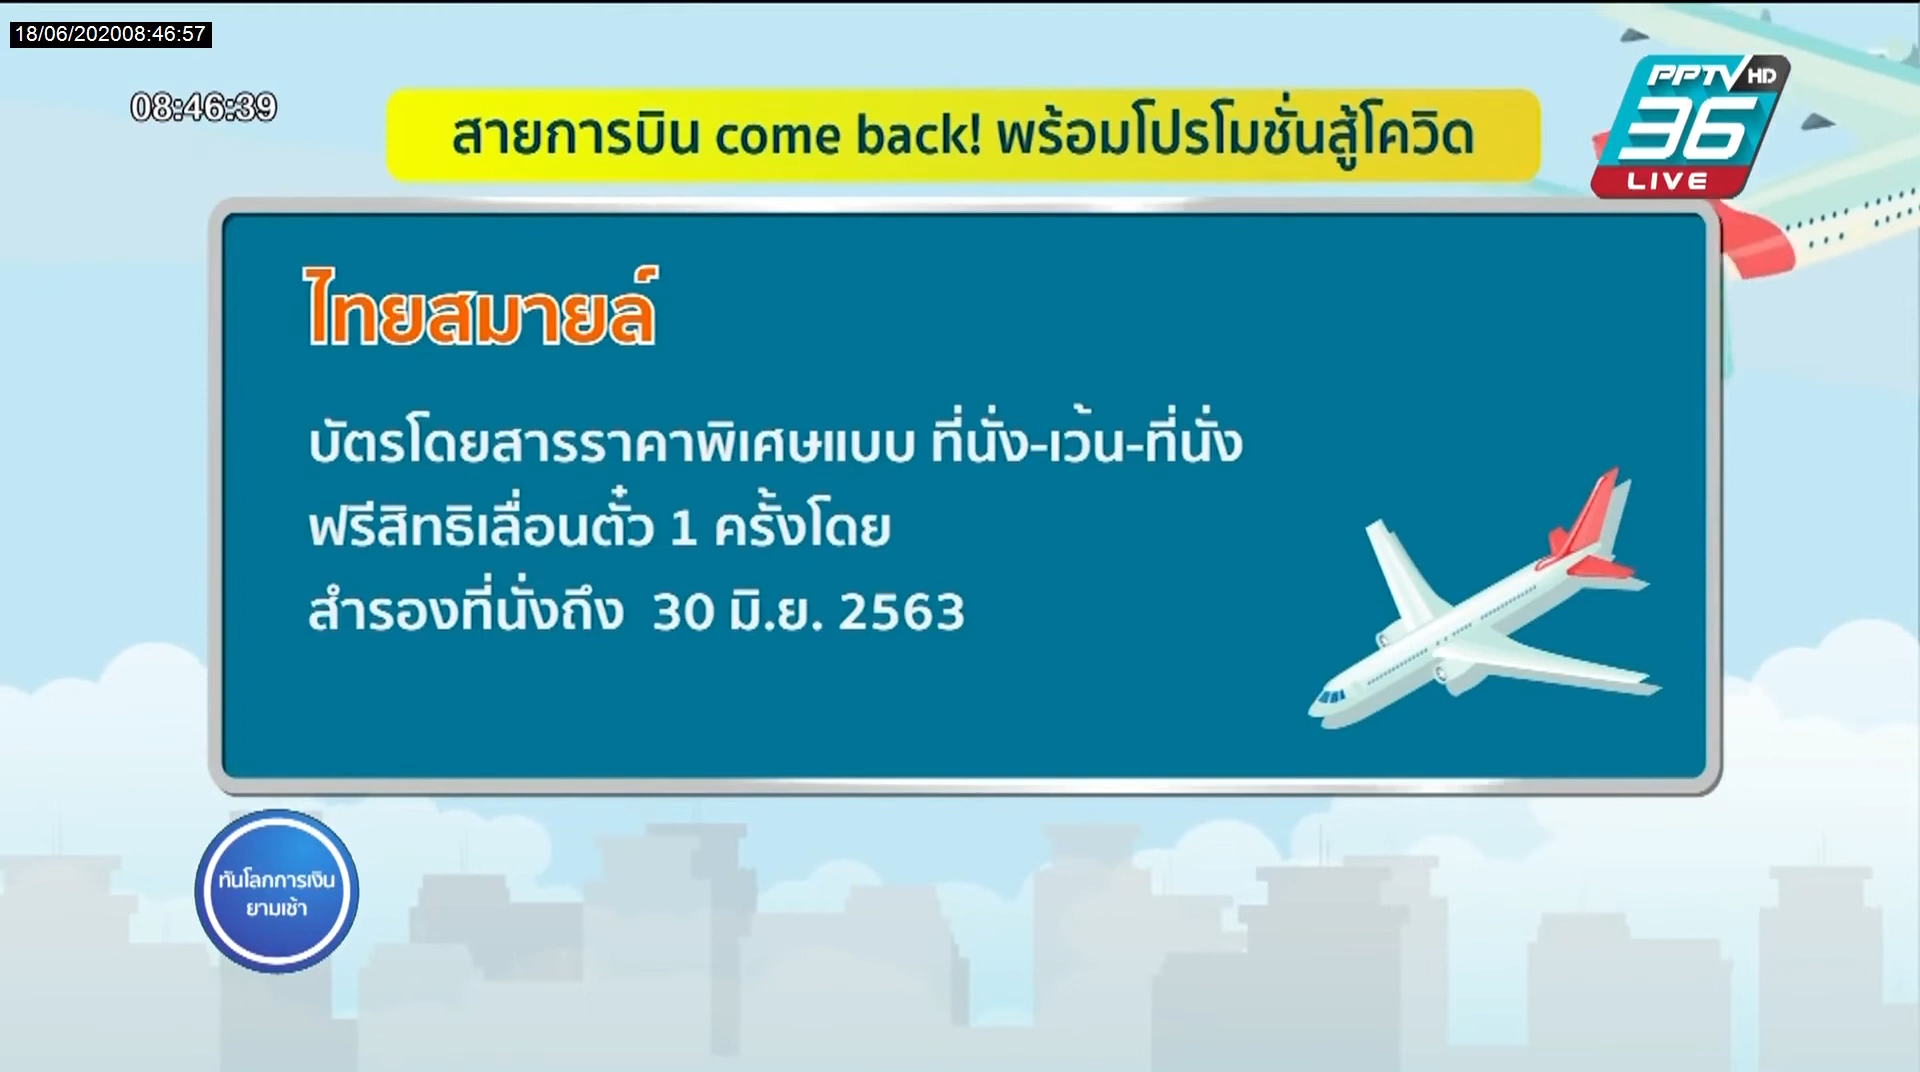 18/06/202008:46:57
08:46:39
สายการบิน come back! พร้อมโปรโมชั่นสู้โควิด
PPTV HD
36
LIVE
ไทยสมายล์
บัตรโดยสารราคาพิเศษแบบ ที่นั่ง-เว้น-ที่นั่ง
ฟรีสิทธิเลื่อนตั๋ว 1 ครั้งโดย
สำรองที่นั่งถึง 30 มิ.ย. 2563
ทันโลกการเงิน
ยามเช้า